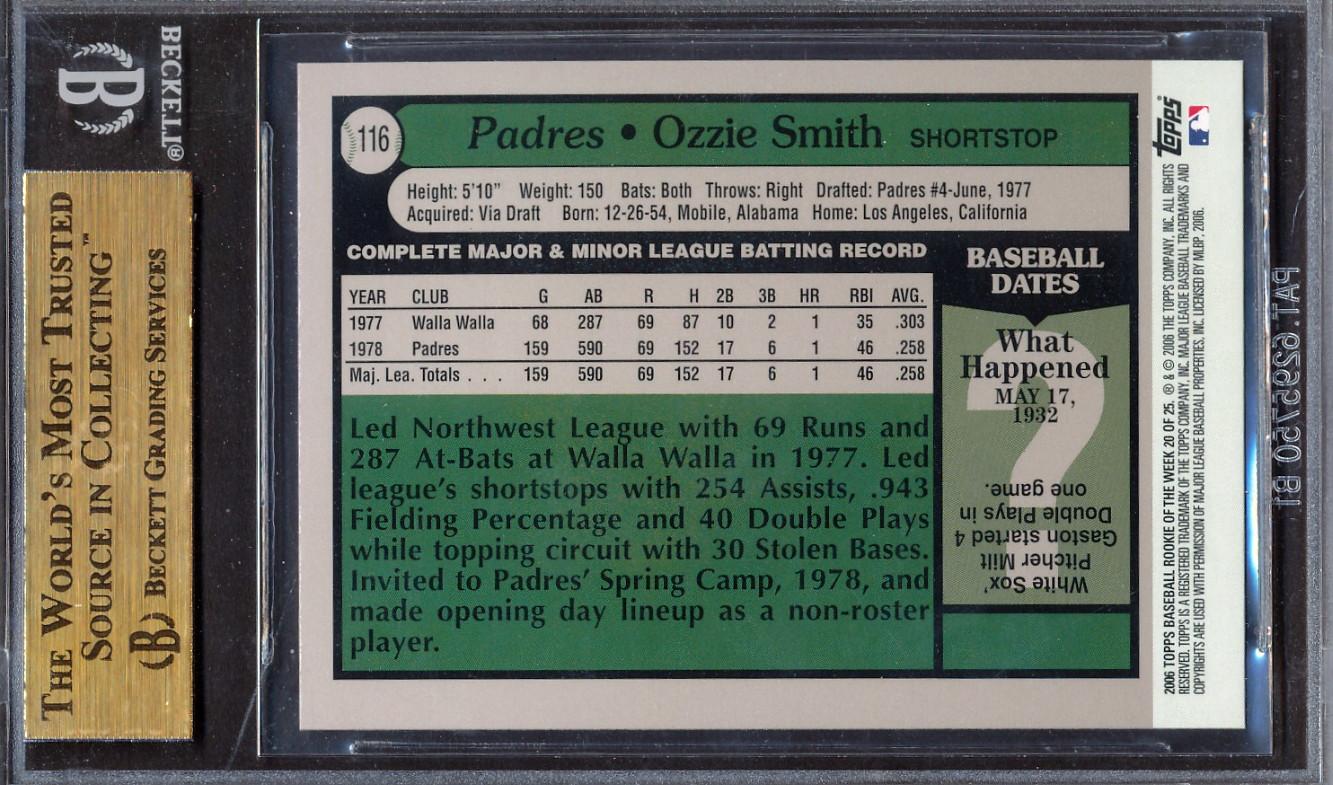 BECKETT®
B
THE WORLD'S MOST TRUSTED
SOURCE IN COLLECTING™
(B) BECKETT GRADING SERVICES
116
Padres • Ozzie Smith SHORTSTOP
Height: 5'10" Weight: 150 Bats: Both Throws: Right Drafted: Padres #4-June, 1977
Acquired: Via Draft Born: 12-26-54, Mobile, Alabama Home: Los Angeles, California
COMPLETE MAJOR & MINOR LEAGUE BATTING RECORD
YEAR CLUB G AB R H 2B 3B HR RBI AVG.
1977 Walla Walla 68 287 69 87 10 2 1 35 .303
1978 Padres 159 590 69 152 17 6 1 46 .258
Maj. Lea. Totals . . . 159 590 69 152 17 6 1 46 .258
Led Northwest League with 69 Runs and
287 At-Bats at Walla Walla in 1977. Led
league's shortstops with 254 Assists, .943
Fielding Percentage and 40 Double Plays
while topping circuit with 30 Stolen Bases.
Invited to Padres' Spring Camp, 1978, and
made opening day lineup as a non-roster
player.
BASEBALL
DATES
?
What
Happened
MAY 17,
1932
White Sox'
Pitcher Milt
Gaston started 4
Double Plays in
one game.
topps®
2006 TOPPS BASEBALL ROOKIE OF THE WEEK 20 OF 25. ® & © 2006 THE TOPPS COMPANY, INC. ALL RIGHTS
RESERVED. TOPPS IS A REGISTERED TRADEMARK OF THE TOPPS COMPANY, INC. MAJOR LEAGUE BASEBALL TRADEMARKS AND
COPYRIGHTS ARE USED WITH PERMISSION OF MAJOR LEAGUE BASEBALL PROPERTIES, INC. LICENSED BY MLBP, 2006.
PAT. 6295750 B1